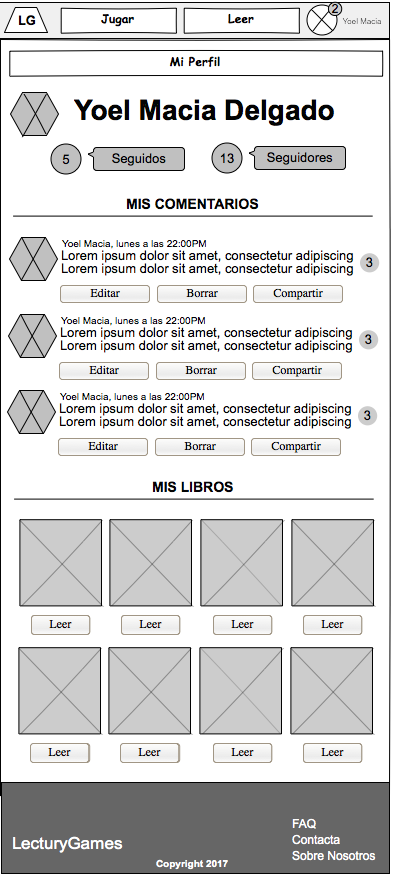 LG
Jugar
Leer
2
Yoel Macia
Mi Perfil
Yoel Macia Delgado
5 Seguidos 13 Seguidores
MIS COMENTARIOS
Yoel Macia, lunes a las 22:00PM
Lorem ipsum dolor sit amet, consectetur adipiscing
Lorem ipsum dolor sit amet, consectetur adipiscing
3
Editar Borrar Compartir
Yoel Macia, lunes a las 22:00PM
Lorem ipsum dolor sit amet, consectetur adipiscing
Lorem ipsum dolor sit amet, consectetur adipiscing
3
Editar Borrar Compartir
Yoel Macia, lunes a las 22:00PM
Lorem ipsum dolor sit amet, consectetur adipiscing
Lorem ipsum dolor sit amet, consectetur adipiscing
3
Editar Borrar Compartir
MIS LIBROS
Leer Leer Leer Leer
Leer Leer Leer Leer
LecturyGames
Copyright 2017
FAQ
Contacta
Sobre Nosotros